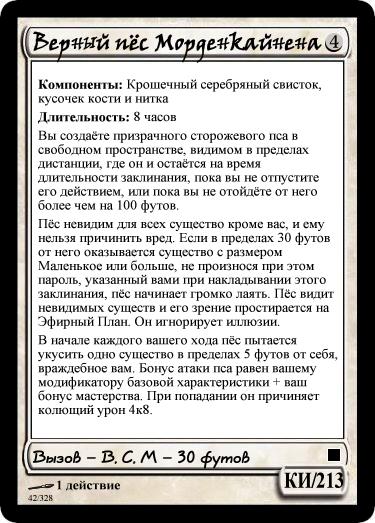 Верный пёс Морденкайнена 4
Компоненты: Крошечный серебряный свисток,
кусочек кости и нитка
Длительность: 8 часов
Вы создаёте призрачного сторожевого пса в
свободном пространстве, видимом в пределах
дистанции, где он и остаётся на время
длительности заклинания, пока вы не отпустите
его действием, или пока вы не отойдёте от него
более чем на 100 футов.
Пёс невидим для всех существо кроме вас, и ему
нельзя причинить вред. Если в пределах 30 футов
от него оказывается существо с размером
Маленькое или больше, не произнося при этом
пароль, указанный вами при накладывании этого
заклинания, пёс начинает громко лаять. Пёс видит
невидимых существ и его зрение простирается на
Эфирный План. Он игнорирует иллюзии.
В начале каждого вашего хода пёс пытается
укусить одно существо в пределах 5 футов от себя,
враждебное вам. Бонус атаки пса равен вашему
модификатору базовой характеристики + ваш
бонус мастерства. При попадании он причиняет
колющий урон 4к8.
Вызов – В, С, М – 30 футов
1 действие
КИ/213
42/328